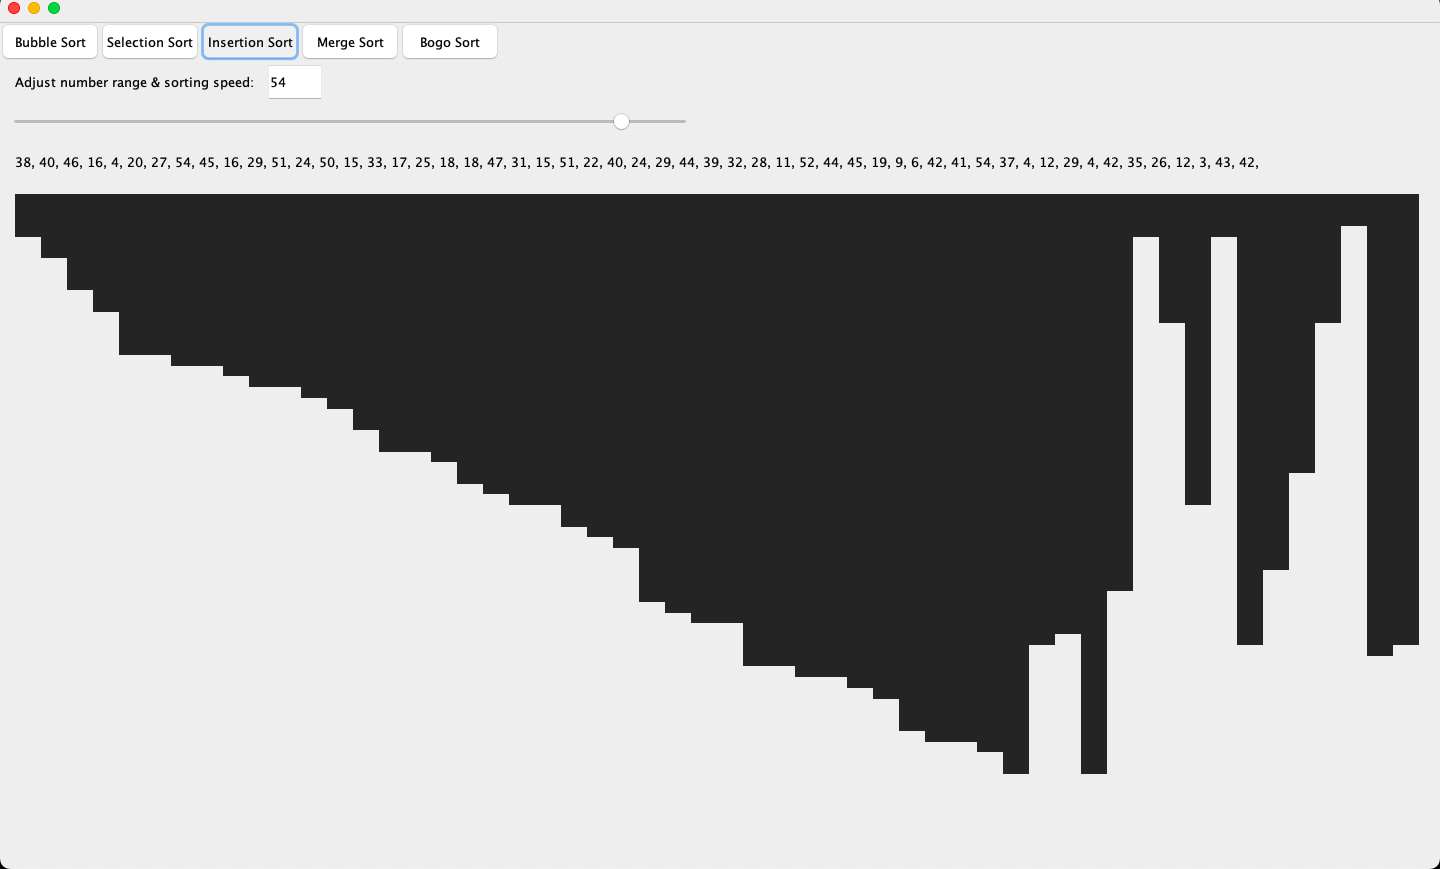 Bubble Sort Selection Sort Insertion Sort Merge Sort Bogo Sort
Adjust number range & sorting speed: 54
38, 40, 46, 16, 4, 20, 27, 54, 45, 16, 29, 51, 24, 50, 15, 33, 17, 25, 18, 18, 47, 31, 15, 51, 22, 40, 24, 29, 44, 39, 32, 28, 11, 52, 44, 45, 19, 9, 6, 42, 41, 54, 37, 4, 12, 29, 4, 42, 35, 26, 12, 3, 43, 42,